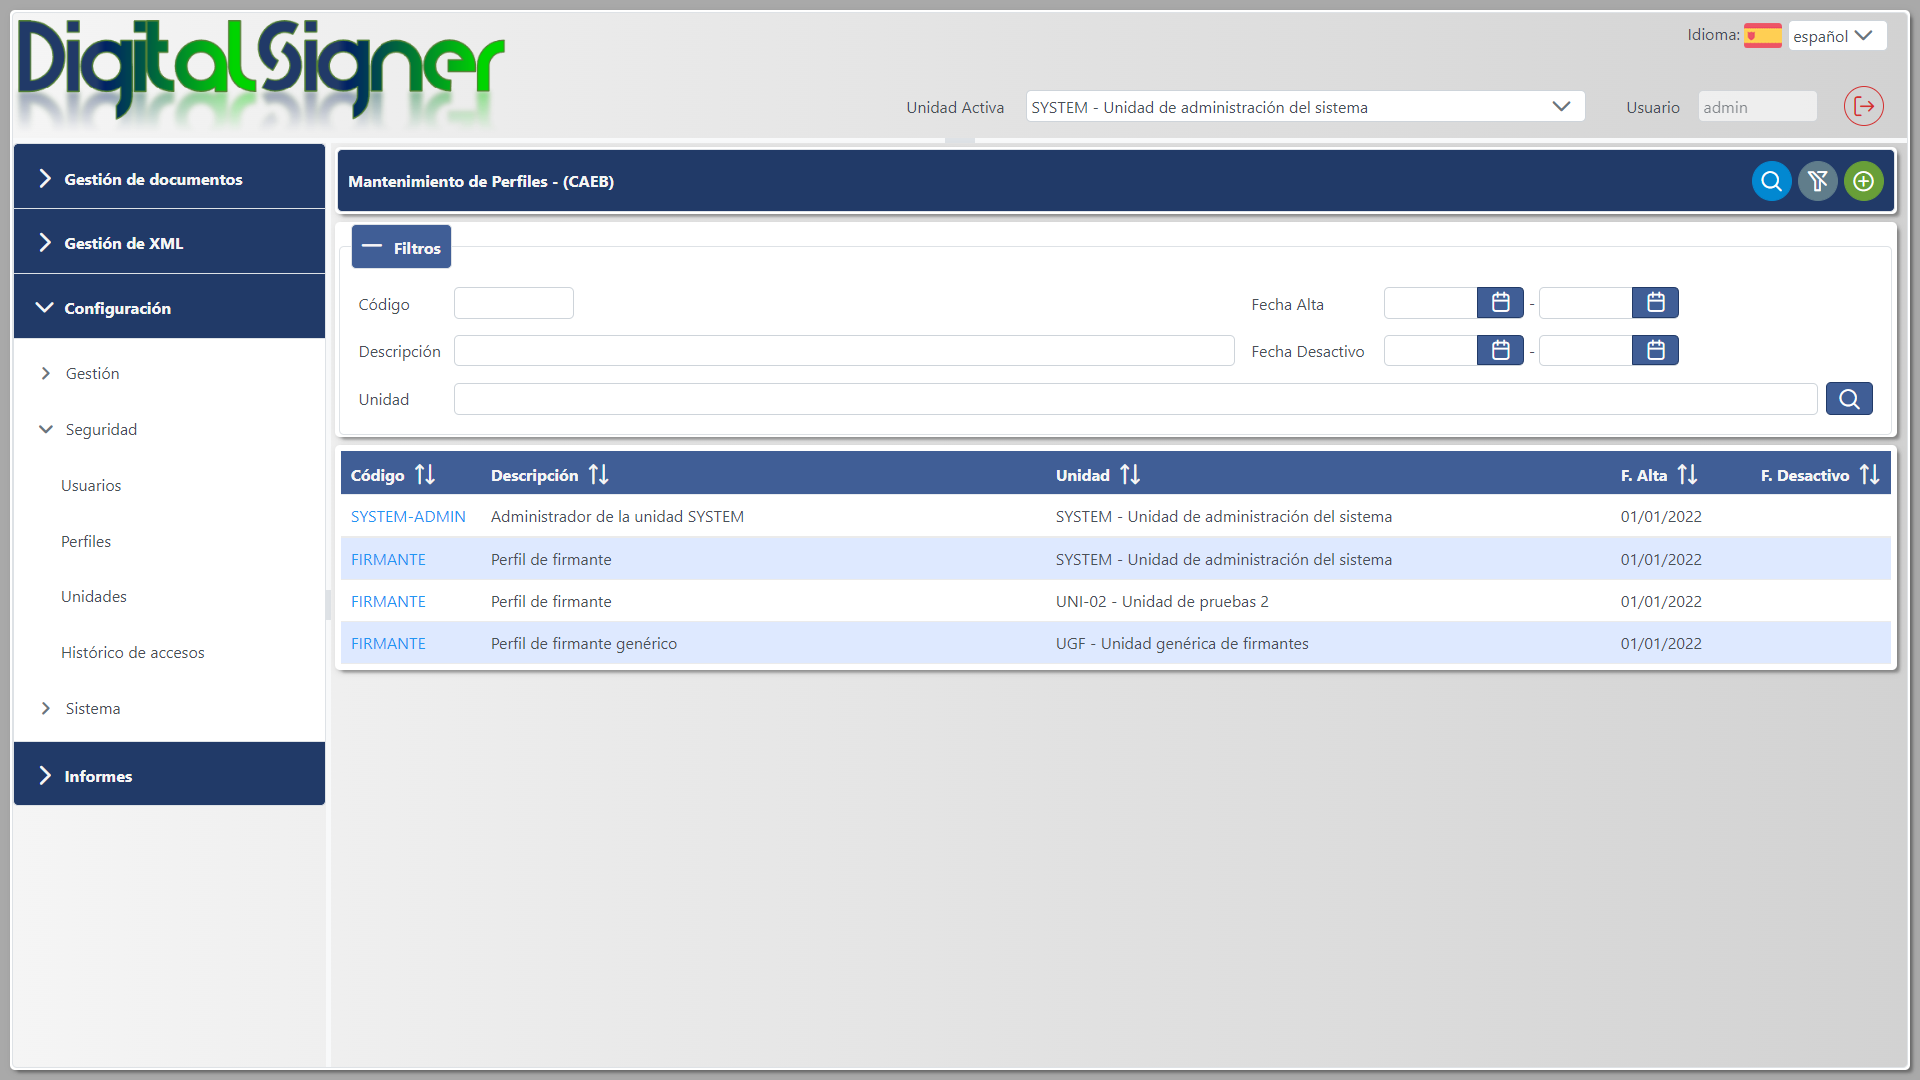 DigitalSigner
Idioma: español
Unidad Activa SYSTEM - Unidad de administración del sistema Usuario admin
Gestión de documentos
Gestión de XML
Configuración
Gestión
Seguridad
Usuarios
Perfiles
Unidades
Histórico de accesos
Sistema
Informes
Mantenimiento de Perfiles - (CAEB)
Filtros
Código Fecha Alta -
Descripción Fecha Desactivo -
Unidad
Código Descripción Unidad F. Alta F. Desactivo
SYSTEM-ADMIN Administrador de la unidad SYSTEM SYSTEM - Unidad de administración del sistema 01/01/2022
FIRMANTE Perfil de firmante SYSTEM - Unidad de administración del sistema 01/01/2022
FIRMANTE Perfil de firmante UNI-02 - Unidad de pruebas 2 01/01/2022
FIRMANTE Perfil de firmante genérico UGF - Unidad genérica de firmantes 01/01/2022